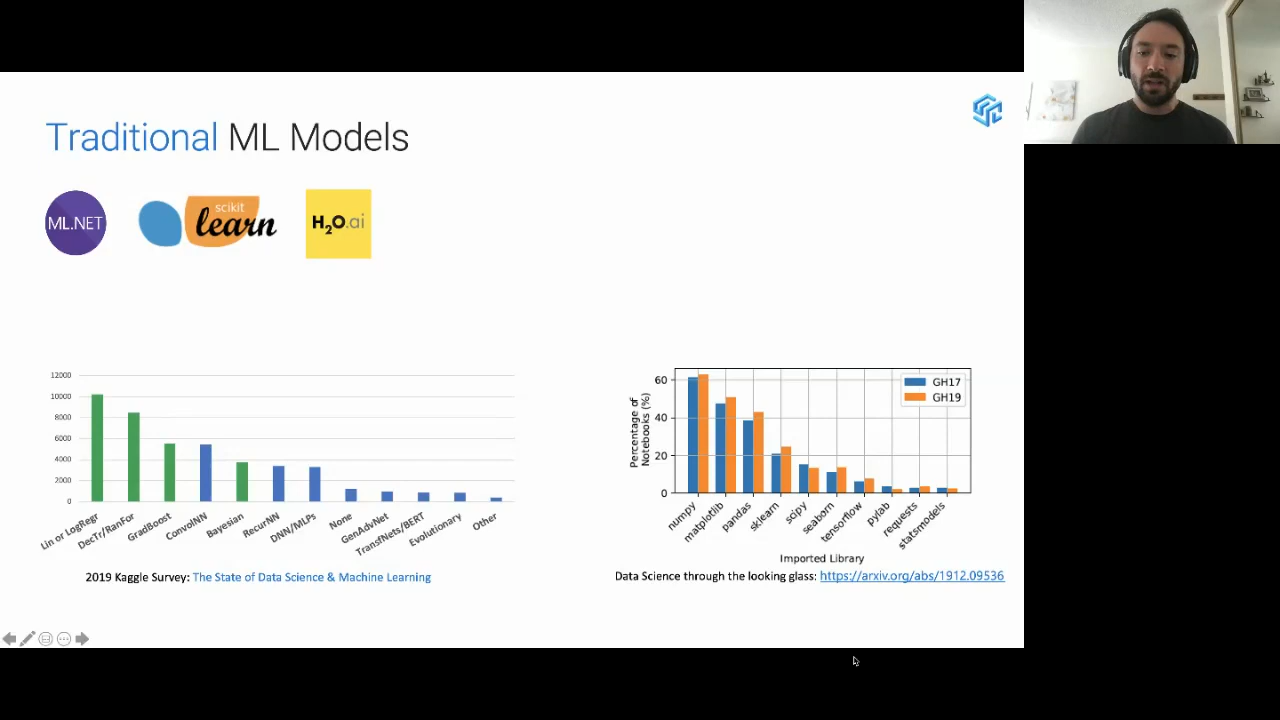 Traditional ML Models
ML.NET
scikit
learn
H2O.ai
12000
10000
8000
6000
4000
2000
0
Lin or LogRegr
DecTr/RanFor
GradBoost
ConvolNN
Bayesian
RecurNN
DNN/MLPs
None
GenAdvNet
TransfNets/BERT
Evolutionary
Other
2019 Kaggle Survey: The State of Data Science & Machine Learning
Percentage of
Notebooks (%)
60
40
20
0
GH17
GH19
numpy
matplotlib
pandas
sklearn
scipy
seaborn
tensorflow
pylab
requests
statsmodels
Imported Library
Data Science through the looking glass: https://arxiv.org/abs/1912.09536